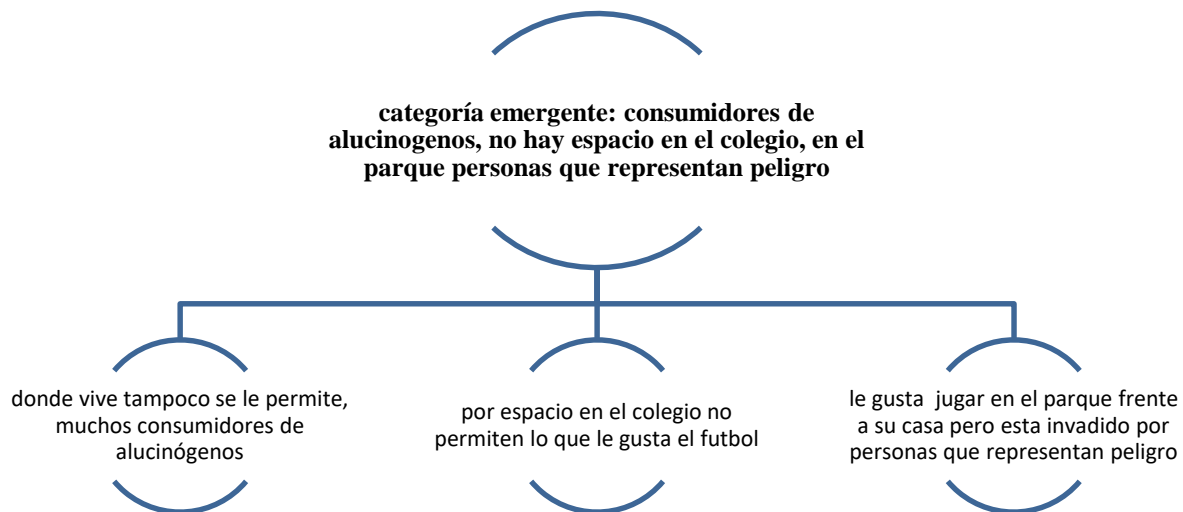 categoría emergente: consumidores de
alucinogenos, no hay espacio en el colegio, en el
parque personas que representan peligro
donde vive tampoco se le permite,
muchos consumidores de
alucinógenos
por espacio en el colegio no
permiten lo que le gusta el futbol
le gusta jugar en el parque frente
a su casa pero esta invadido por
personas que representan peligro